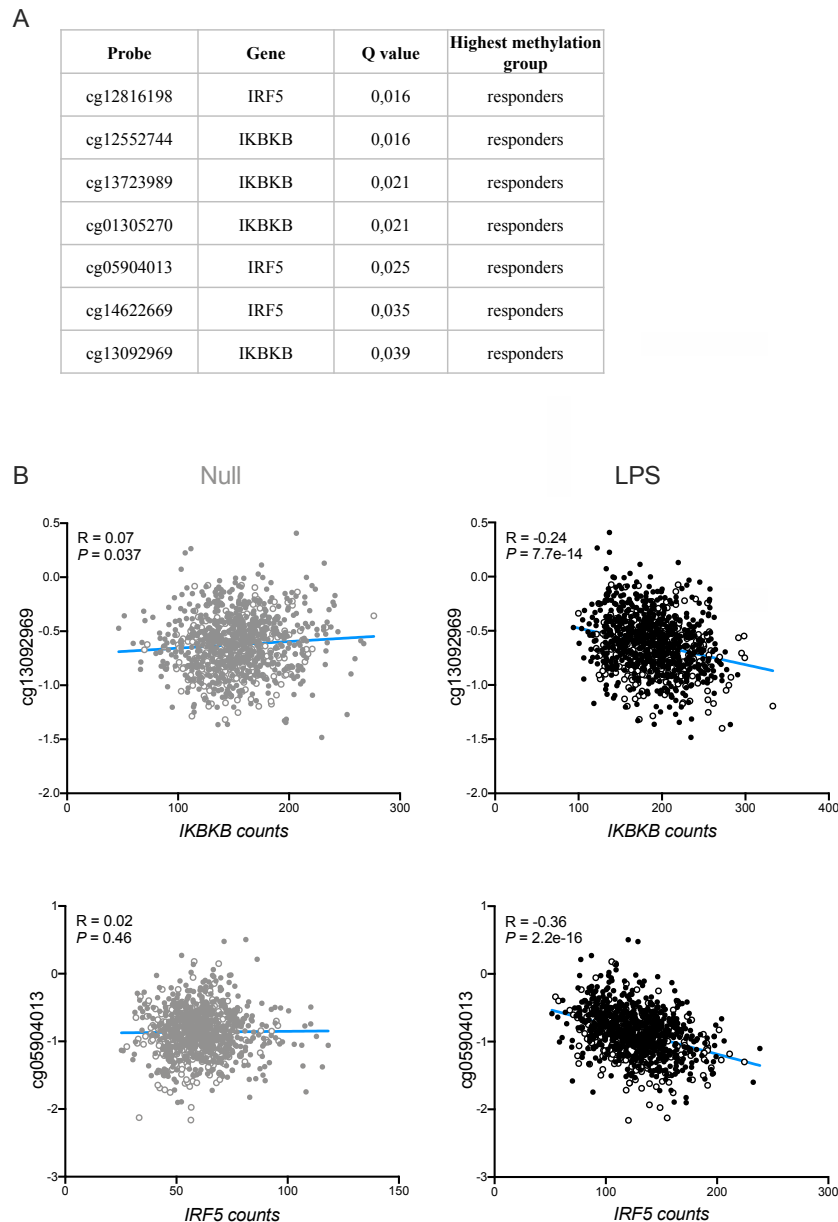 A
Probe Gene Q value Highest methylation group
cg12816198 IRF5 0,016 responders
cg12552744 IKBKB 0,016 responders
cg13723989 IKBKB 0,021 responders
cg01305270 IKBKB 0,021 responders
cg05904013 IRF5 0,025 responders
cg14622669 IRF5 0,035 responders
cg13092969 IKBKB 0,039 responders
B
Null
LPS
R = 0.07
P = 0.037
0.5
0.0
-0.5
-1.0
-1.5
-2.0
cg13092969
0 100 200 300
IKBKB counts
R = -0.24
P = 7.7e-14
0.5
0.0
-0.5
-1.0
-1.5
-2.0
cg13092969
0 100 200 300 400
IKBKB counts
R = 0.02
P = 0.46
1
0
-1
-2
-3
cg05904013
0 50 100 150
IRF5 counts
R = -0.36
P = 2.2e-16
1
0
-1
-2
-3
cg05904013
0 100 200 300
IRF5 counts